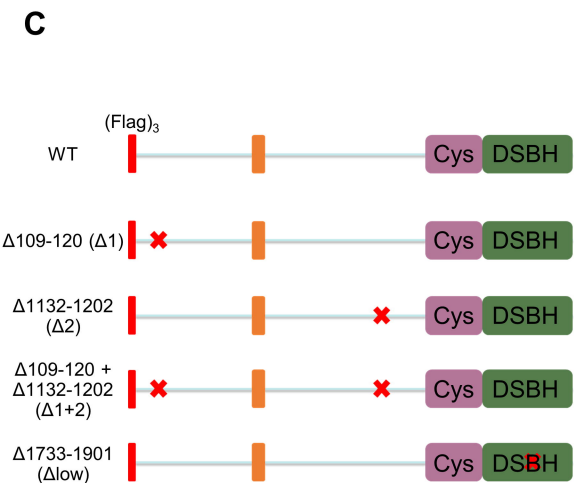 C
(Flag)3
WT Cys DSBH
Δ109-120 (Δ1) Cys DSBH
Δ1132-1202
(Δ2) Cys DSBH
Δ109-120 +
Δ1132-1202
(Δ1+2) Cys DSBH
Δ1733-1901
(Δlow) Cys DSBH